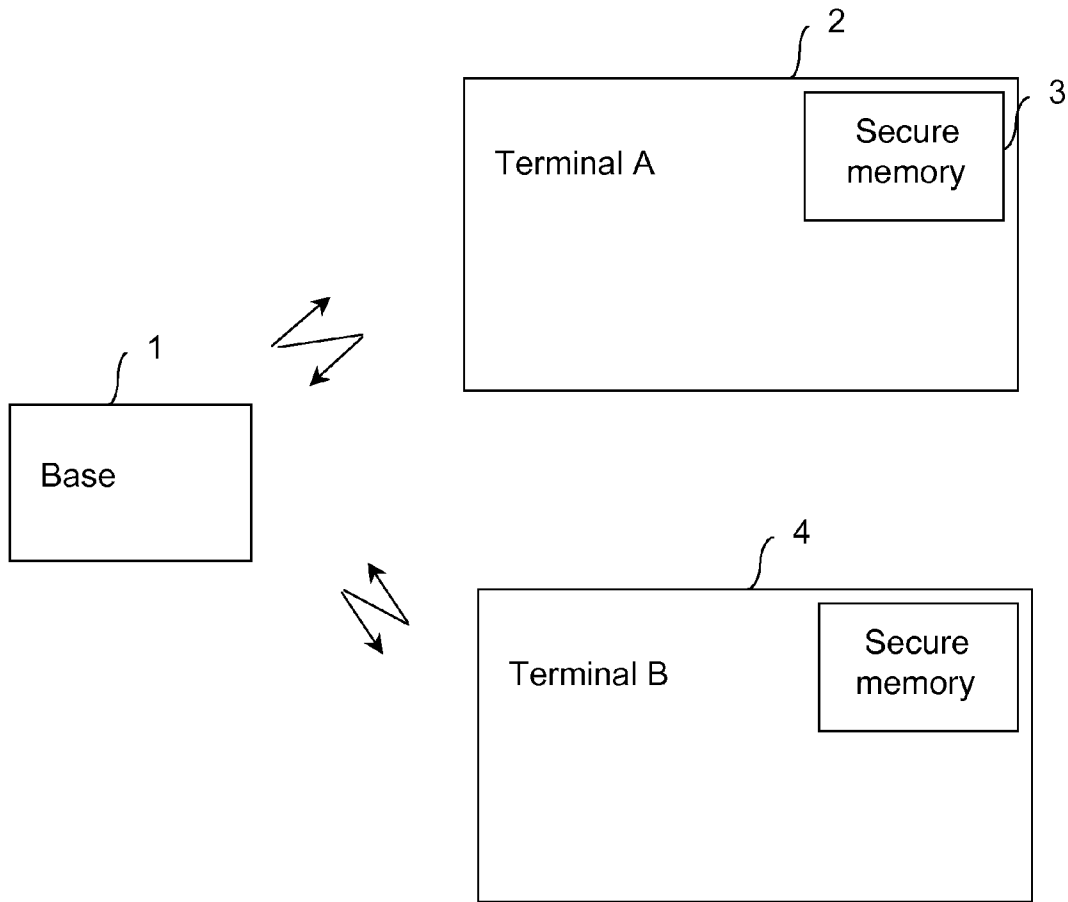 2
3
Secure
memory
Terminal A
1
Base
4
Secure
memory
Terminal B